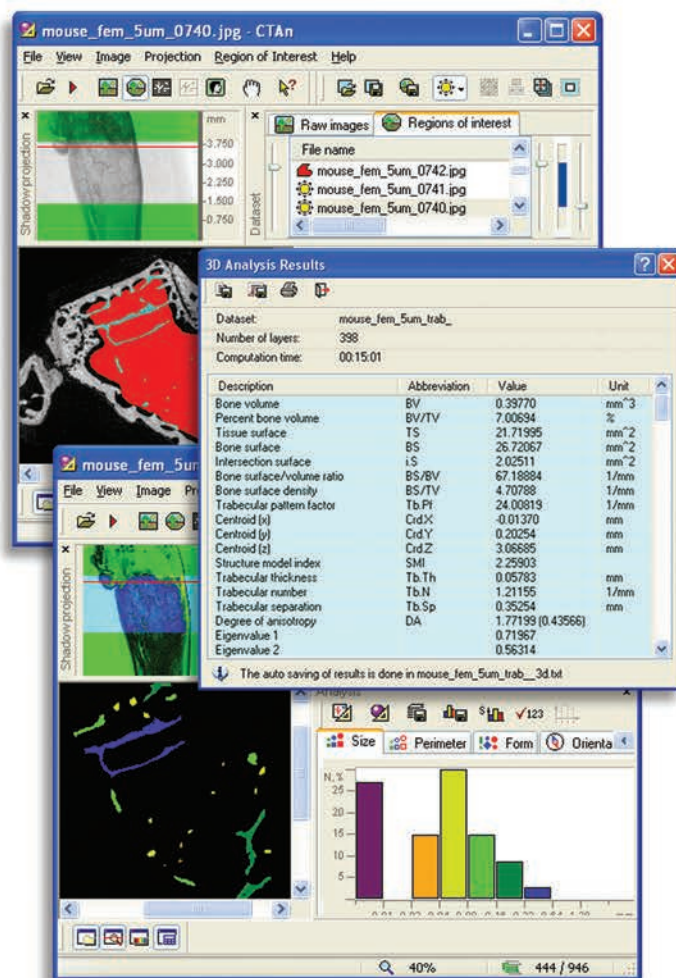 mouse_fem_5um_0740.jpg - CTAn
File View Image Projection Region of Interest Help
Shadow projection
mm
3.750
3.000
2.250
1.500
0.750
Dataset
Raw images Regions of interest
File name
mouse_fem_5um_0742.jpg
mouse_fem_5um_0741.jpg
mouse_fem_5um_0740.jpg
3D Analysis Results
Dataset: mouse_fem_5um_trab_
Number of layers: 398
Computation time: 00:15:01
Description Abbreviation Value Unit
Bone volume BV 0.39770 mm^3
Percent bone volume BV/TV 7.00694 %
Tissue surface TS 21.71995 mm^2
Bone surface BS 26.72067 mm^2
Intersection surface i.S 2.02511 mm^2
Bone surface/volume ratio BS/BV 67.18884 1/mm
Bone surface density BS/TV 4.70788 1/mm
Trabecular pattern factor Tb.Pf 24.00819 1/mm
Centroid (x) Crd.X -0.01370 mm
Centroid (y) Crd.Y 0.20254 mm
Centroid (z) Crd.Z 3.06685 mm
Structure model index SMI 2.25903
Trabecular thickness Tb.Th 0.05783 mm
Trabecular number Tb.N 1.21155 1/mm
Trabecular separation Tb.Sp 0.35254 mm
Degree of anisotropy DA 1.77199 (0.43566)
Eigenvalue 1 0.71967
Eigenvalue 2 0.56314
The auto saving of results is done in mouse_fem_5um_trab__3d.txt
mouse_fem_5um
File View Image Pr
Shadow projection
Analysis
123
Size Perimeter Form Orienta
N,%
25
20
15
10
5
40% 444 / 946